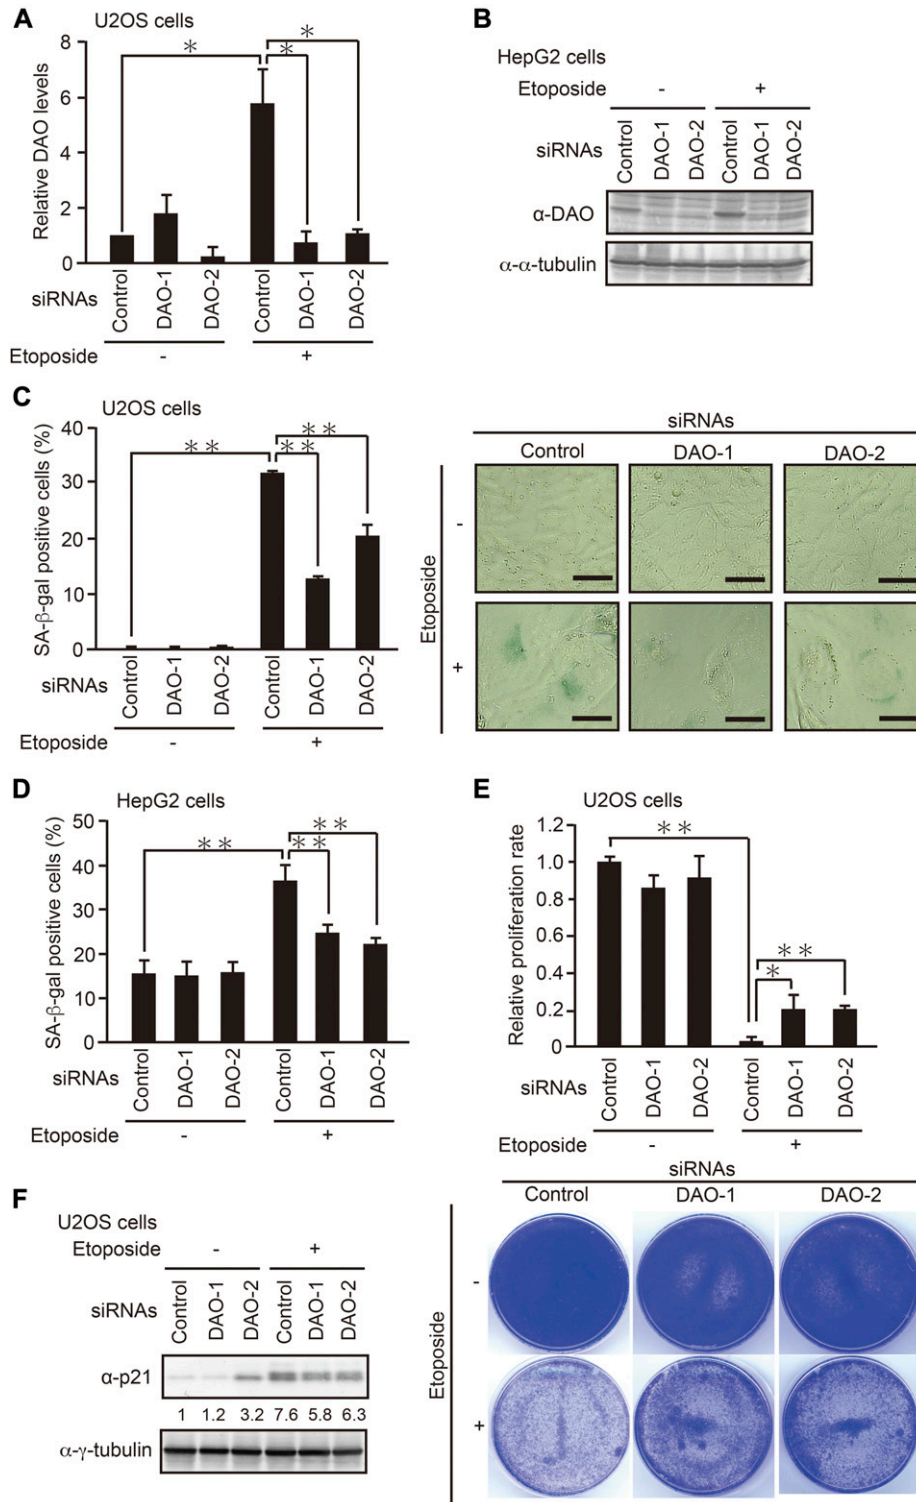 A
U2OS cells
Relative DAO levels
8
6
4
2
0
*
*
*
siRNAs
Control
DAO-1
DAO-2
Control
DAO-1
DAO-2
Etoposide
-
+
B
HepG2 cells
Etoposide
-
+
siRNAs
Control
DAO-1
DAO-2
Control
DAO-1
DAO-2
α-DAO
α-α-tubulin
C
U2OS cells
SA-β-gal positive cells (%)
40
30
20
10
0
**
**
**
siRNAs
Control
DAO-1
DAO-2
Control
DAO-1
DAO-2
Etoposide
-
+
siRNAs
Control
DAO-1
DAO-2
Etoposide
-
+
D
HepG2 cells
SA-β-gal positive cells (%)
50
40
30
20
10
0
**
**
**
siRNAs
Control
DAO-1
DAO-2
Control
DAO-1
DAO-2
Etoposide
-
+
E
U2OS cells
Relative proliferation rate
1.2
1.0
0.8
0.4
0.2
0
**
**
*
siRNAs
Control
DAO-1
DAO-2
Control
DAO-1
DAO-2
Etoposide
-
+
siRNAs
Control
DAO-1
DAO-2
Etoposide
-
+
F
U2OS cells
Etoposide
-
+
siRNAs
Control
DAO-1
DAO-2
Control
DAO-1
DAO-2
α-p21
1 1.2 3.2 7.6 5.8 6.3
α-γ-tubulin